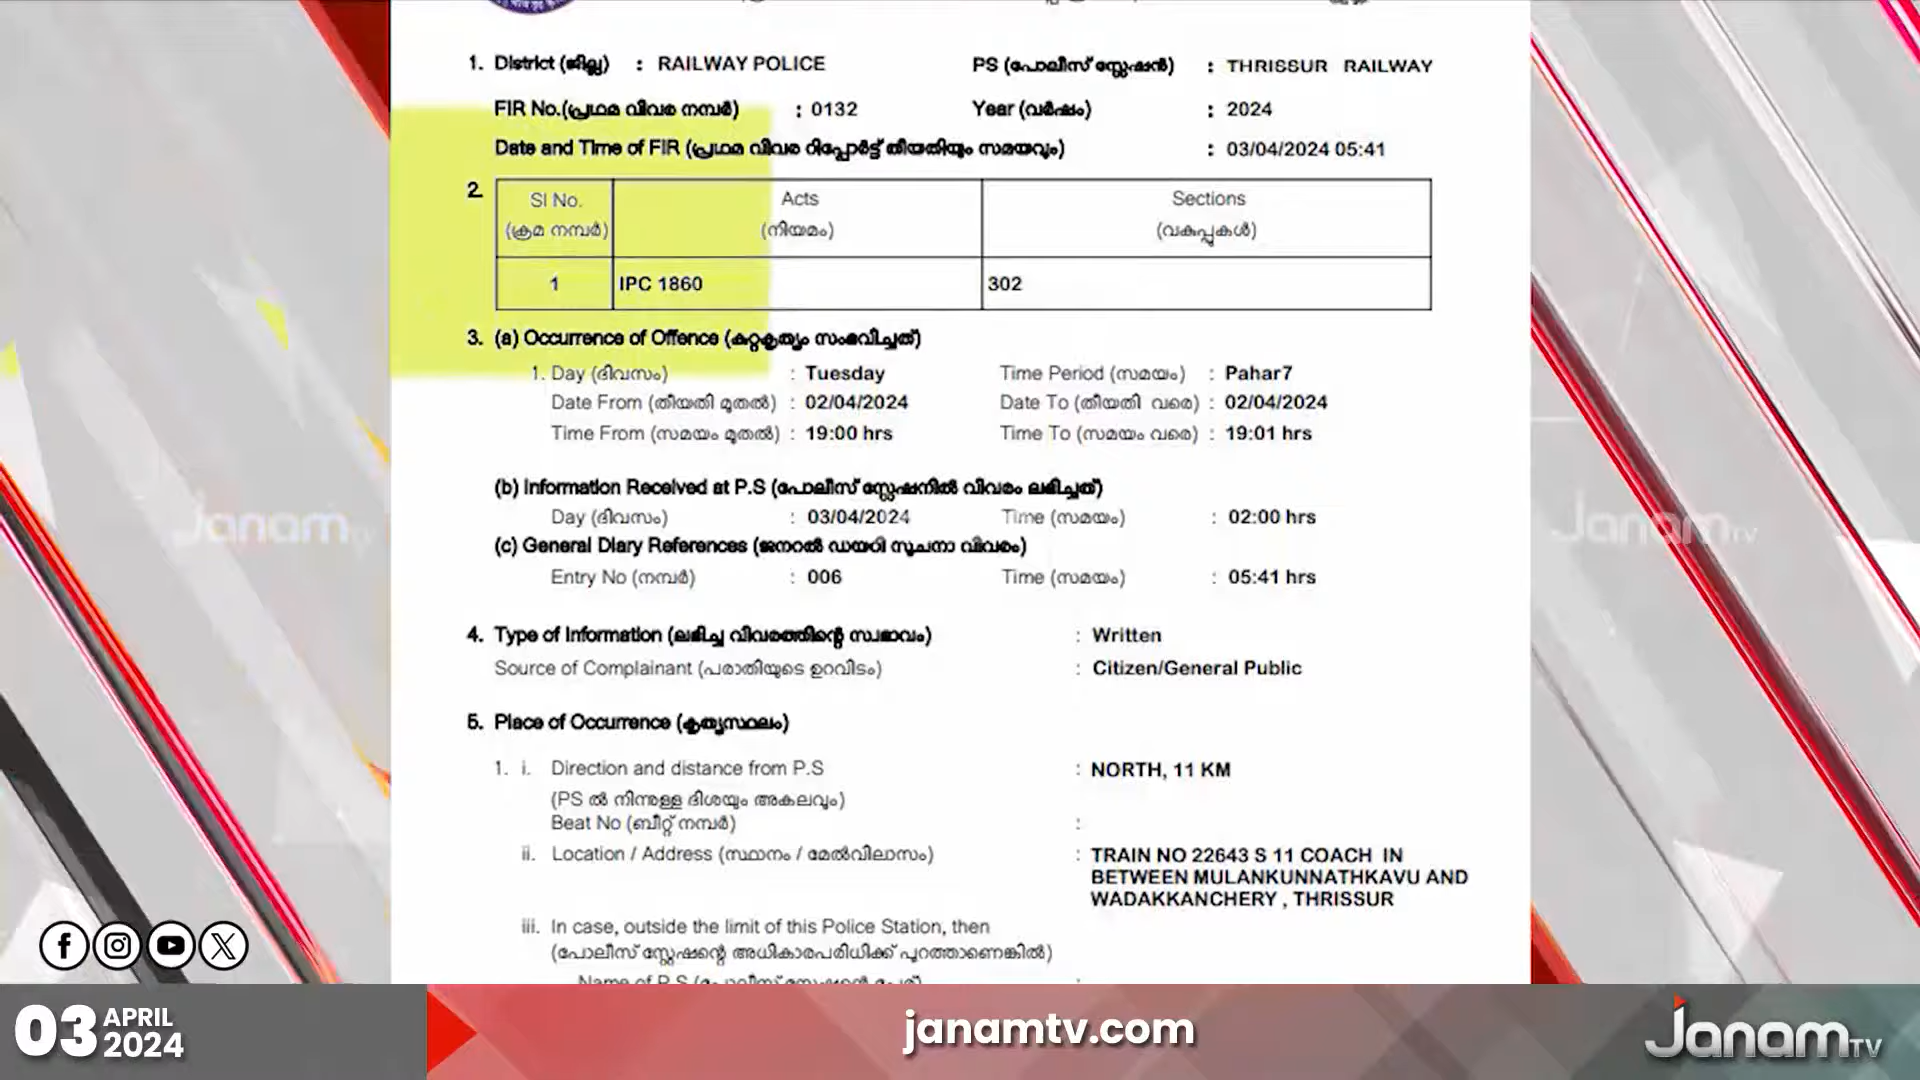 1. District (ജില്ല) : RAILWAY POLICE PS (പോലീസ് സ്റ്റേഷൻ) : THRISSUR RAILWAY
FIR No.(പ്രഥമ വിവര നമ്പർ) : 0132 Year (വർഷം) : 2024
Date and Time of FIR (പ്രഥമ വിവര റിപ്പോർട്ട് തീയതിയും സമയവും) : 03/04/2024 05:41
2. Sl No. Acts Sections
(ക്രമ നമ്പർ) (നിയമം) (വകുപ്പുകൾ)
1 IPC 1860 302
3. (a) Occurrence of Offence (കുറ്റകൃത്യം സംഭവിച്ചത്)
1. Day (ദിവസം) : Tuesday Time Period (സമയം) : Pahar7
Date From (തീയതി മുതൽ) : 02/04/2024 Date To (തീയതി വരെ) : 02/04/2024
Time From (സമയം മുതൽ) : 19:00 hrs Time To (സമയം വരെ) : 19:01 hrs
(b) Information Received at P.S (പോലീസ് സ്റ്റേഷനിൽ വിവരം ലഭിച്ചത്)
Day (ദിവസം) : 03/04/2024 Time (സമയം) : 02:00 hrs
(c) General Diary References (ജനറൽ ഡയറി സൂചനാ വിവരം)
Entry No (നമ്പർ) : 006 Time (സമയം) : 05:41 hrs
4. Type of Information (ലഭിച്ച വിവരത്തിന്റെ സ്വഭാവം) : Written
Source of Complainant (പരാതിയുടെ ഉറവിടം) : Citizen/General Public
5. Place of Occurrence (കൃത്യസ്ഥലം)
1. i. Direction and distance from P.S : NORTH, 11 KM
(PS ൽ നിന്നുള്ള ദിശയും അകലവും)
Beat No (ബീറ്റ് നമ്പർ) :
ii. Location / Address (സ്ഥാനം / മേൽവിലാസം) : TRAIN NO 22643 S 11 COACH IN
BETWEEN MULANKUNNATHKAVU AND
WADAKKANCHERY , THRISSUR
iii. In case, outside the limit of this Police Station, then
(പോലീസ് സ്റ്റേഷന്റെ അധികാരപരിധിക്ക് പുറത്താണെങ്കിൽ)
Name of P.S (പോലീസ് സ്റ്റേഷന്റെ പേര്) :
Janam TV
Janam TV
03 APRIL
2024
janamtv.com
Janam TV